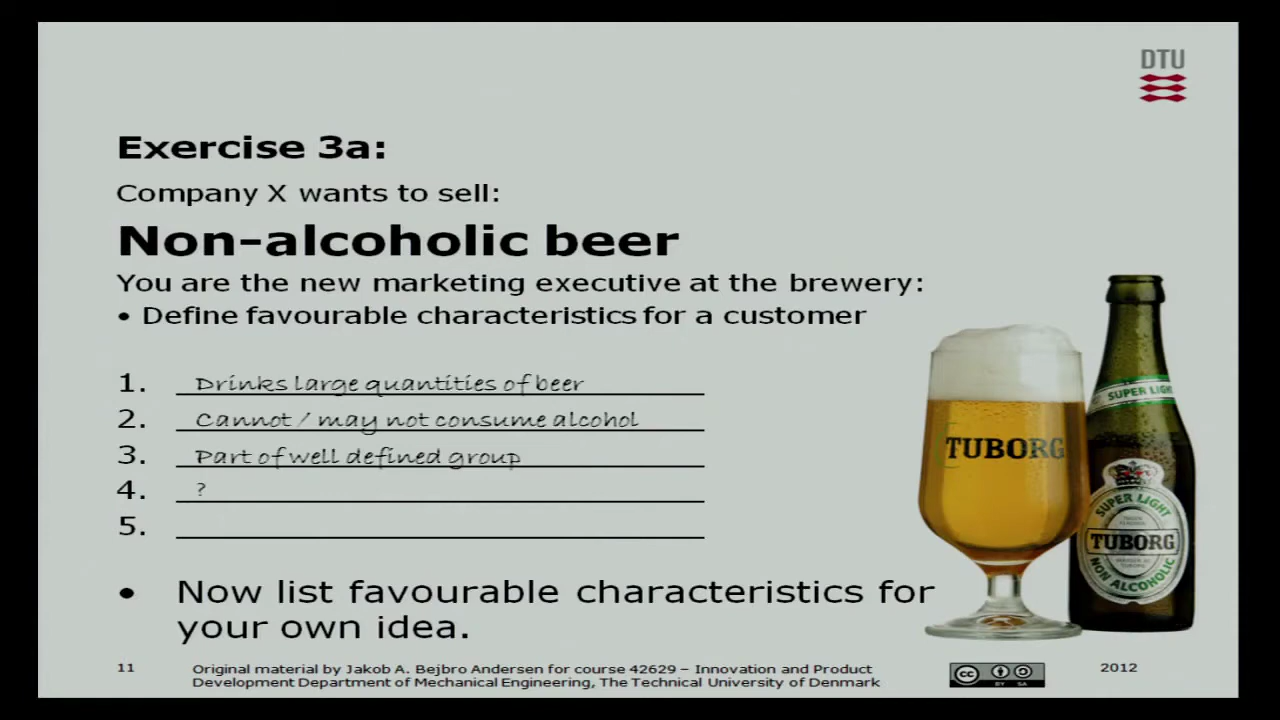 DTU
Exercise 3a:
Company X wants to sell:
Non-alcoholic beer
You are the new marketing executive at the brewery:
• Define favourable characteristics for a customer
1. Drinks large quantities of beer
2. Cannot / may not consume alcohol
3. Part of well defined group
4. ?
5.
• Now list favourable characteristics for
your own idea.
SUPER LIGHT
TUBORG
SUPER LIGHT
TUBORG
NON ALCOHOLIC
11
Original material by Jakob A. Bejbro Andersen for course 42629 – Innovation and Product
Development Department of Mechanical Engineering, The Technical University of Denmark
cc BY SA
2012